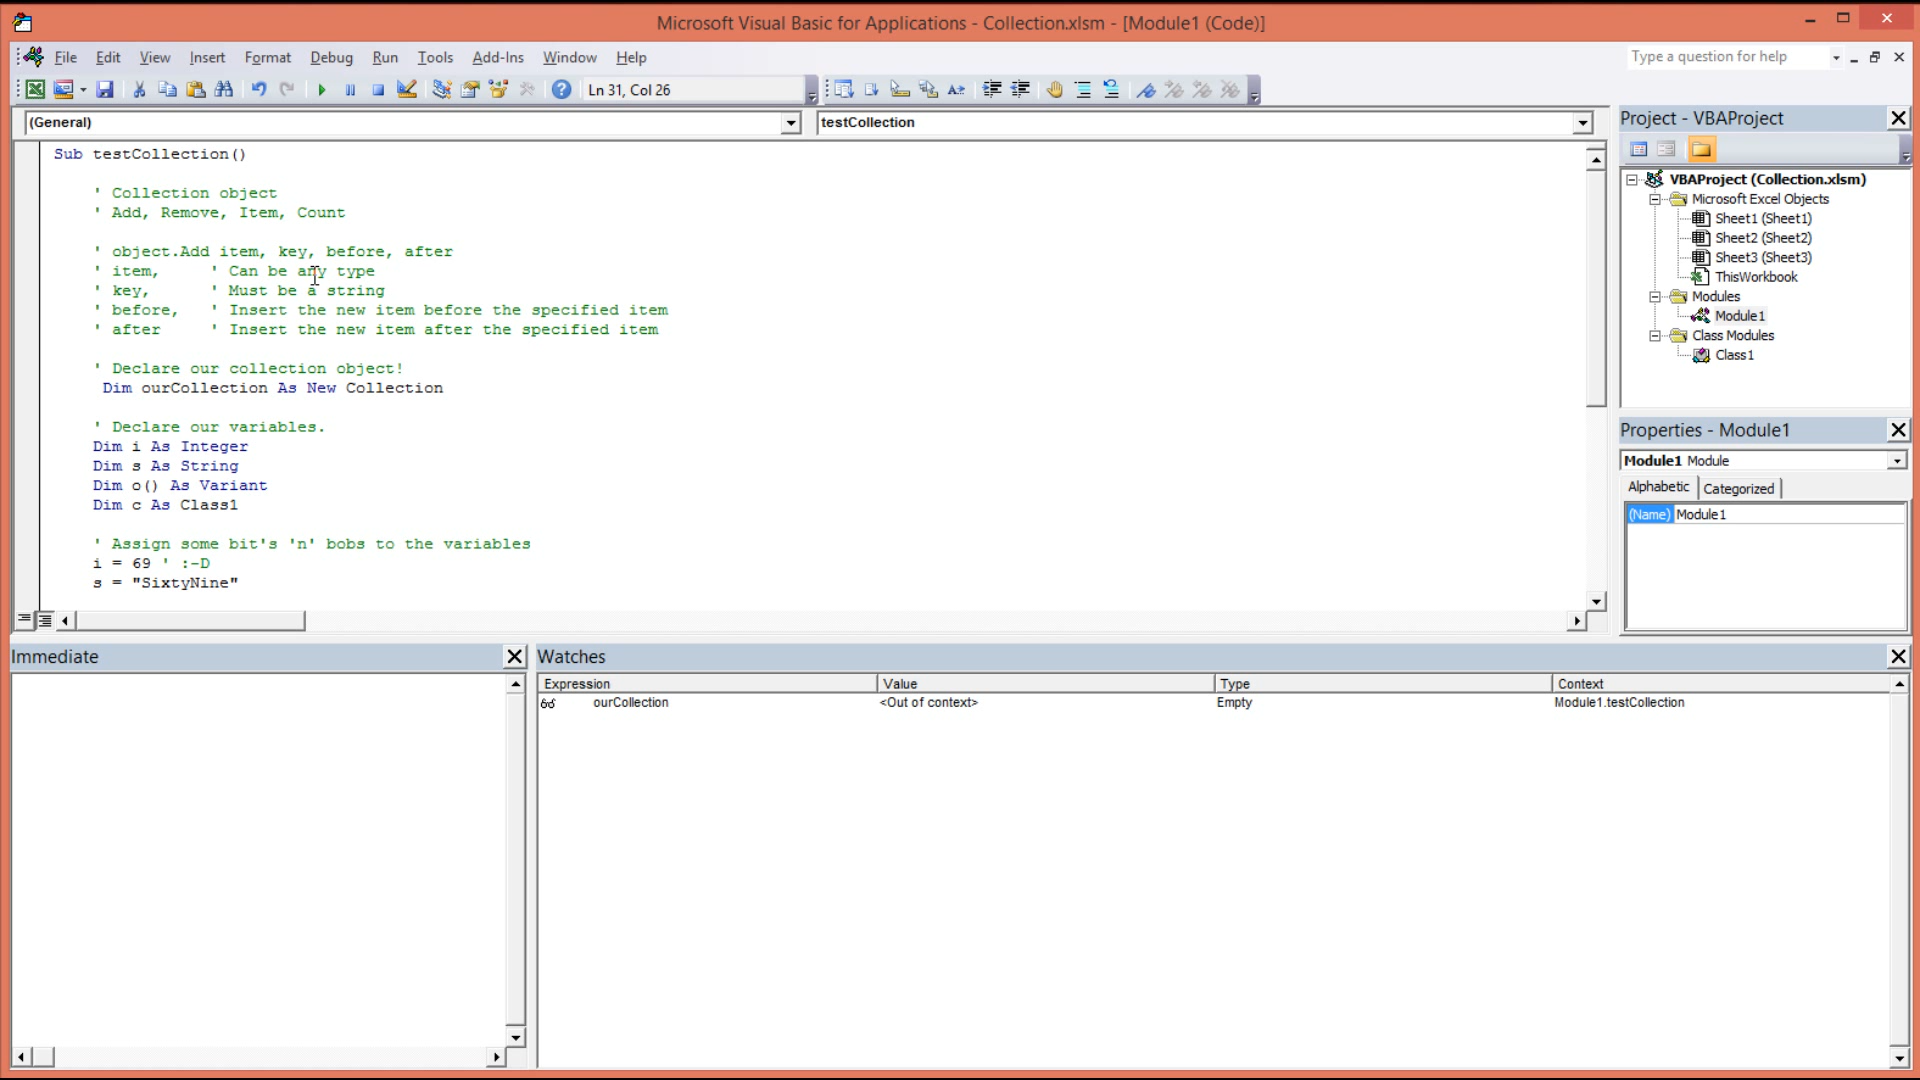 Microsoft Visual Basic for Applications - Collection.xlsm - [Module1 (Code)]
File Edit View Insert Format Debug Run Tools Add-Ins Window Help
Type a question for help
Ln 31, Col 26
(General)
testCollection
Sub testCollection()
' Collection object
' Add, Remove, Item, Count
' object.Add item, key, before, after
' item, ' Can be any type
' key, ' Must be a string
' before, ' Insert the new item before the specified item
' after ' Insert the new item after the specified item
' Declare our collection object!
Dim ourCollection As New Collection
' Declare our variables.
Dim i As Integer
Dim s As String
Dim o() As Variant
Dim c As Class1
' Assign some bit's 'n' bobs to the variables
i = 69 ' :-D
s = "SixtyNine"
Project - VBAProject
VBAProject (Collection.xlsm)
Microsoft Excel Objects
Sheet1 (Sheet1)
Sheet2 (Sheet2)
Sheet3 (Sheet3)
ThisWorkbook
Modules
Module1
Class Modules
Class1
Properties - Module1
Module1 Module
Alphabetic Categorized
(Name) Module1
Immediate
Watches
Expression Value Type Context
ourCollection <Out of context> Empty Module1.testCollection